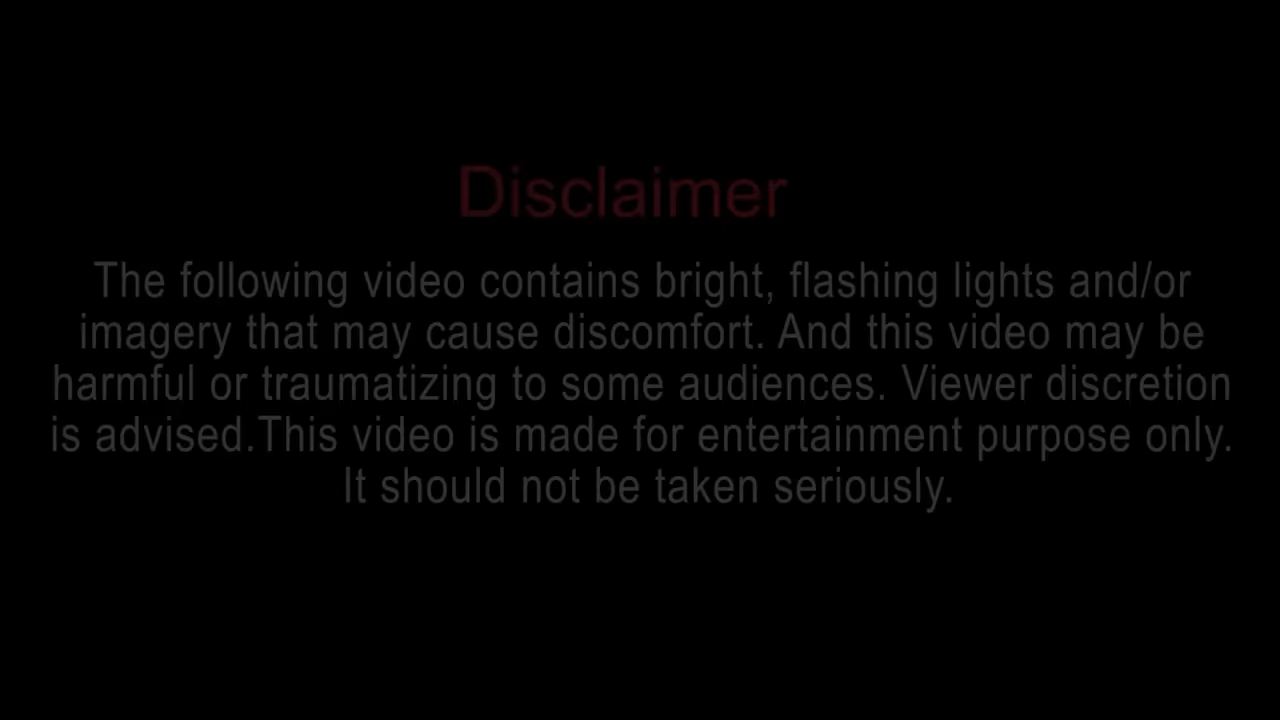 Disclaimer
The following video contains bright, flashing lights and/or
imagery that may cause discomfort. And this video may be
harmful or traumatizing to some audiences. Viewer discretion
is advised.This video is made for entertainment purpose only.
It should not be taken seriously.